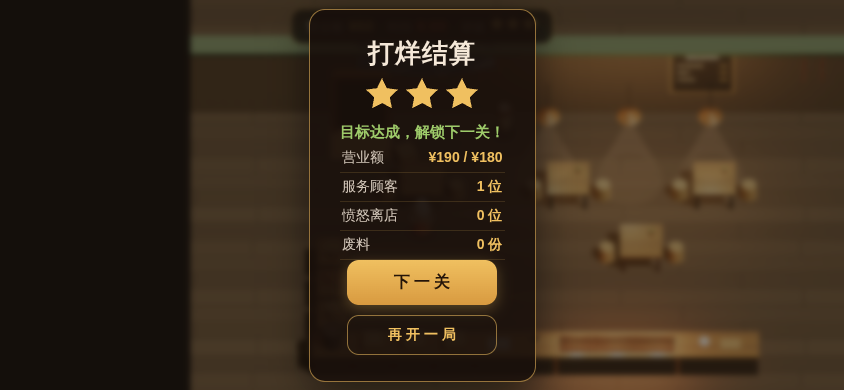 打烊结算
目标达成，解锁下一关！
营业额 ¥190 / ¥180
服务顾客 1 位
愤怒离店 0 位
废料 0 份
下一关
再开一局